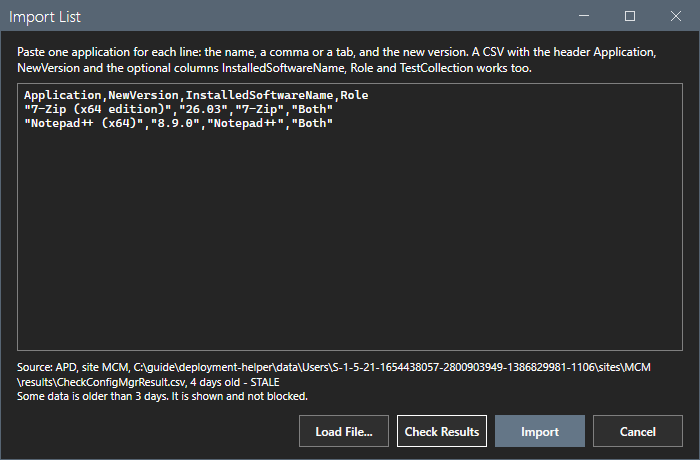 Import List
Paste one application for each line: the name, a comma or a tab, and the new version. A CSV with the header Application,
NewVersion and the optional columns InstalledSoftwareName, Role and TestCollection works too.
Application,NewVersion,InstalledSoftwareName,Role
"7-Zip (x64 edition)","26.03","7-Zip","Both"
"Notepad++ (x64)","8.9.0","Notepad++","Both"
Source: APD, site MCM, C:\guide\deployment-helper\data\Users\S-1-5-21-1654438057-2800903949-1386829981-1106\sites\MCM
\results\CheckConfigMgrResult.csv, 4 days old - STALE
Some data is older than 3 days. It is shown and not blocked.
Load File... Check Results Import Cancel